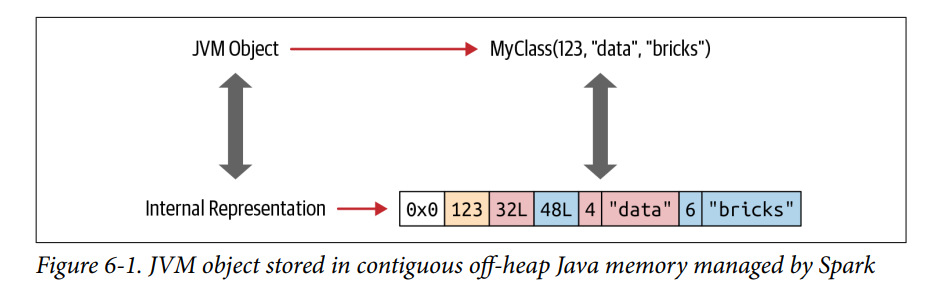 JVM Object MyClass(123, "data", "bricks")
Internal Representation 0x0 123 32L 48L 4 "data" 6 "bricks"
Figure 6-1. JVM object stored in contiguous off-heap Java memory managed by Spark